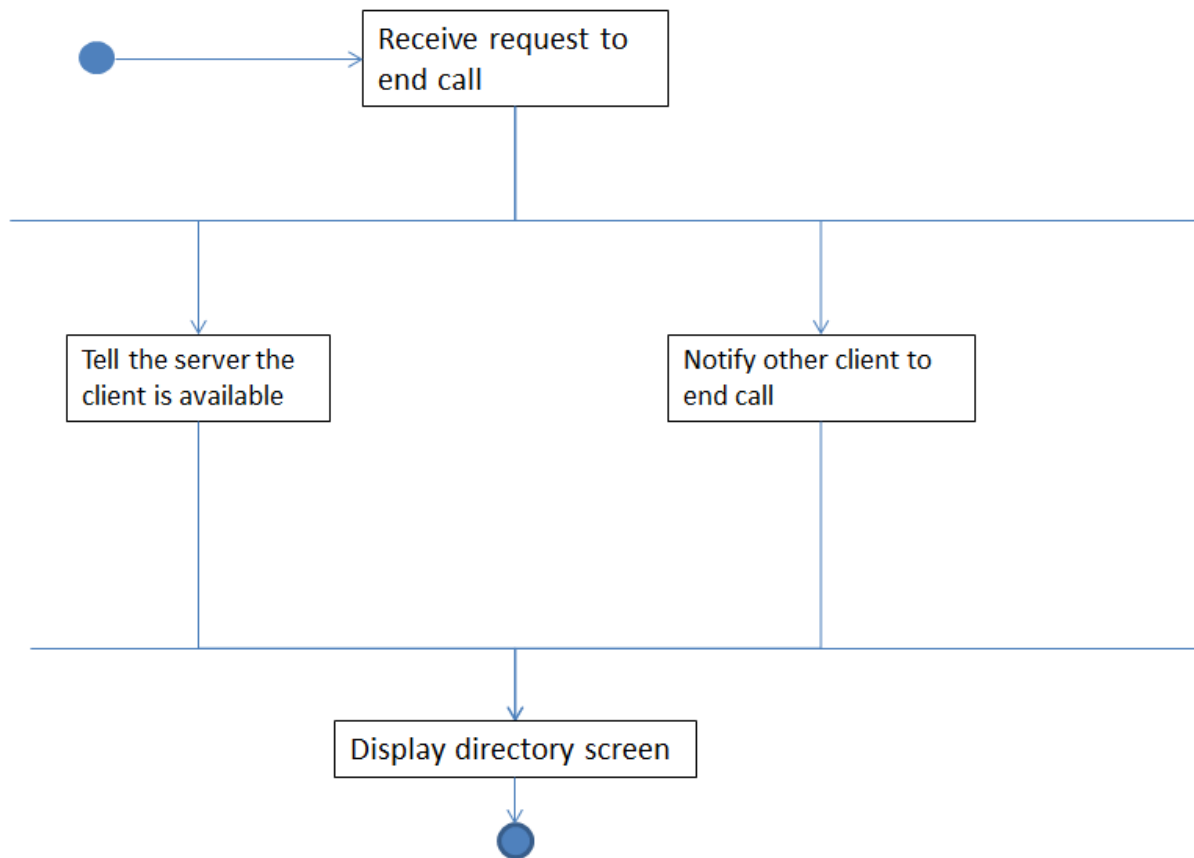 Receive request to
end call
Tell the server the
client is available
Notify other client to
end call
Display directory screen